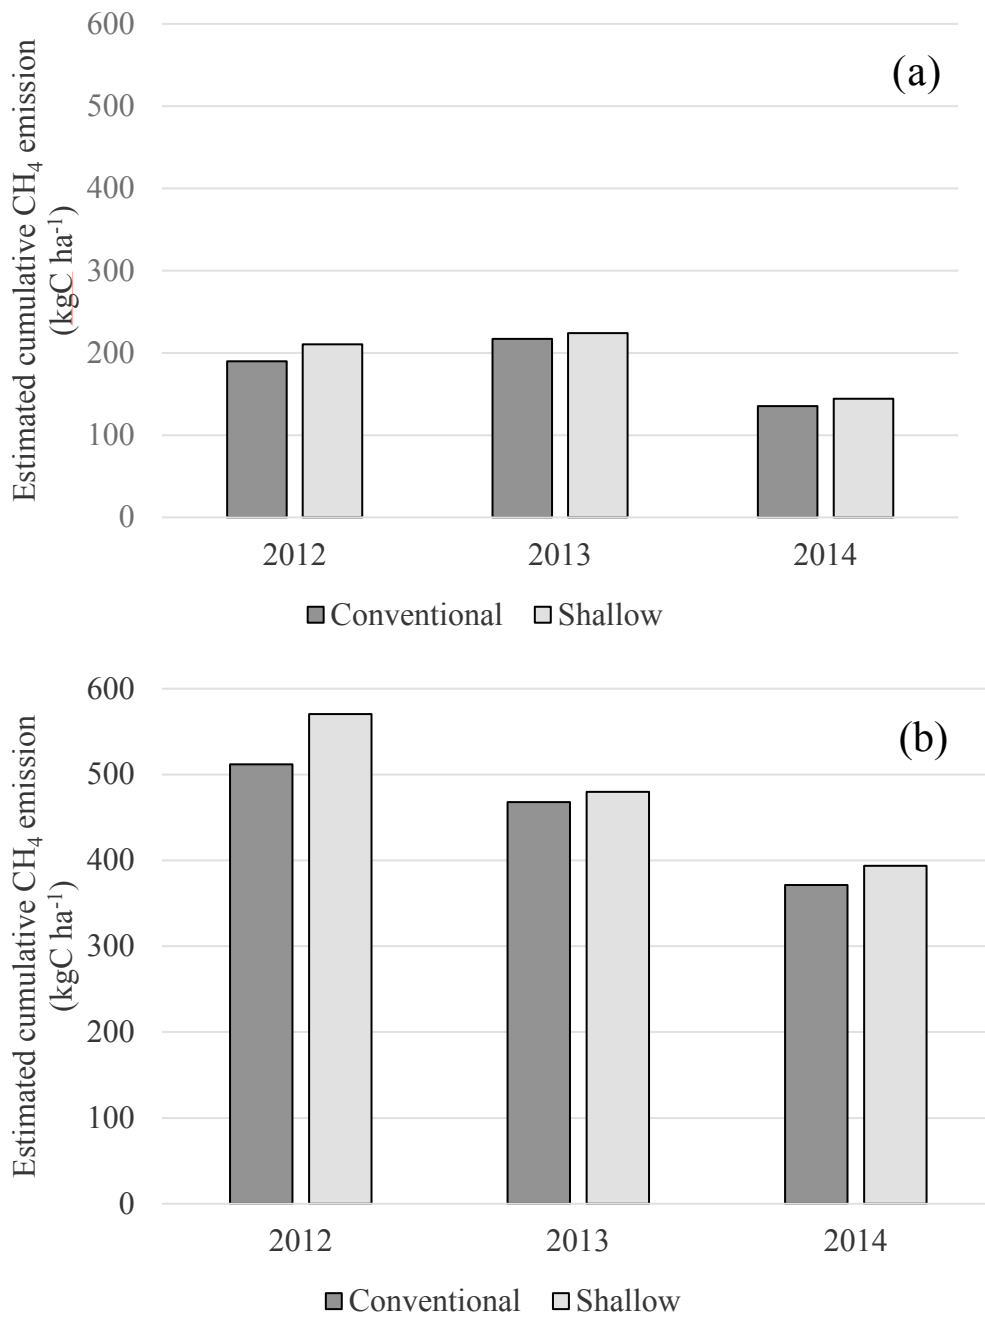 600
(a)
500
400
300
200
100
0
Estimated cumulative CH₄ emission
(kgC ha⁻¹)
2012 2013 2014
Conventional Shallow
600
(b)
500
400
300
200
100
0
Estimated cumulative CH₄ emission
(kgC ha⁻¹)
2012 2013 2014
Conventional Shallow